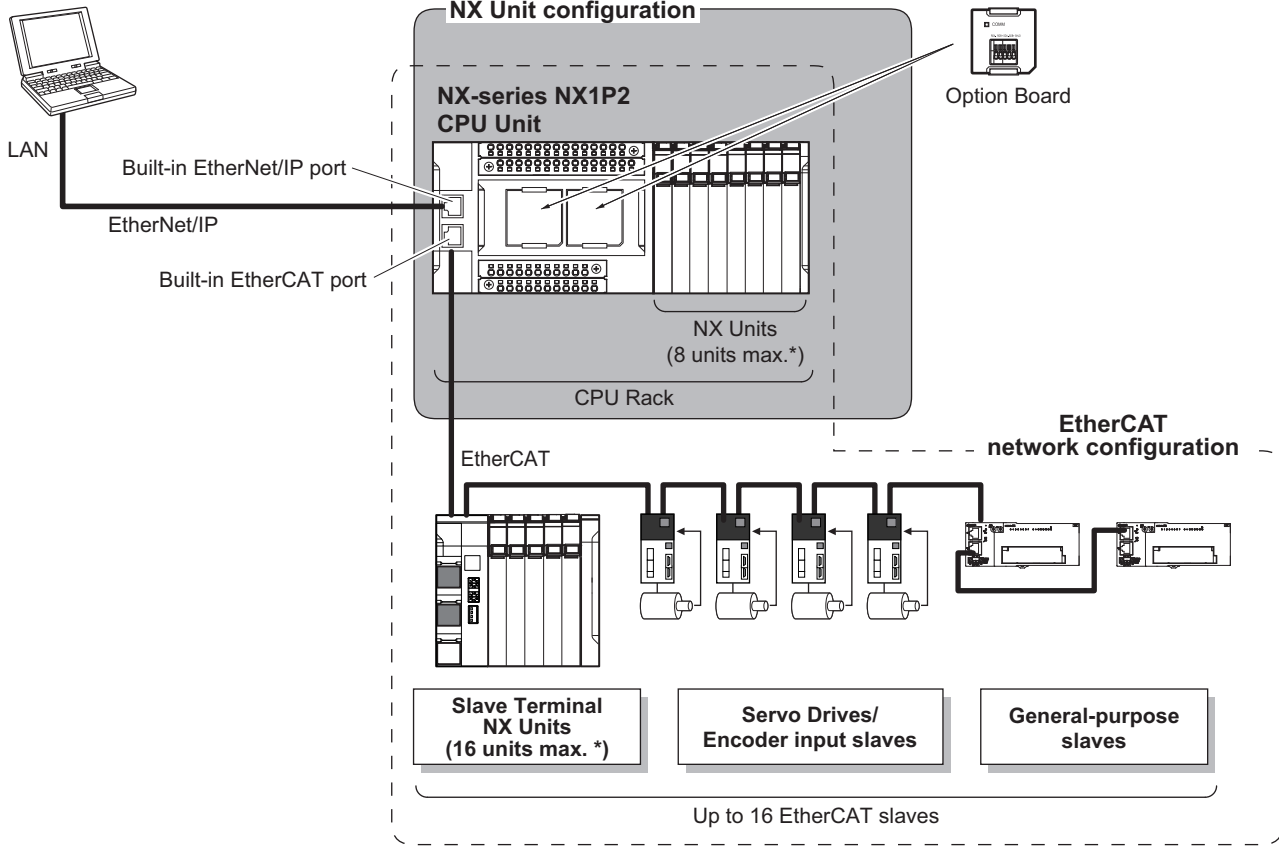 NX Unit configuration
COMM
Option Board
NX-series NX1P2
CPU Unit
LAN
Built-in EtherNet/IP port
EtherNet/IP
Built-in EtherCAT port
NX Units
(8 units max.*)
CPU Rack
EtherCAT
network configuration
EtherCAT
Slave Terminal
NX Units
(16 units max. *)
Servo Drives/
Encoder input slaves
General-purpose
slaves
Up to 16 EtherCAT slaves